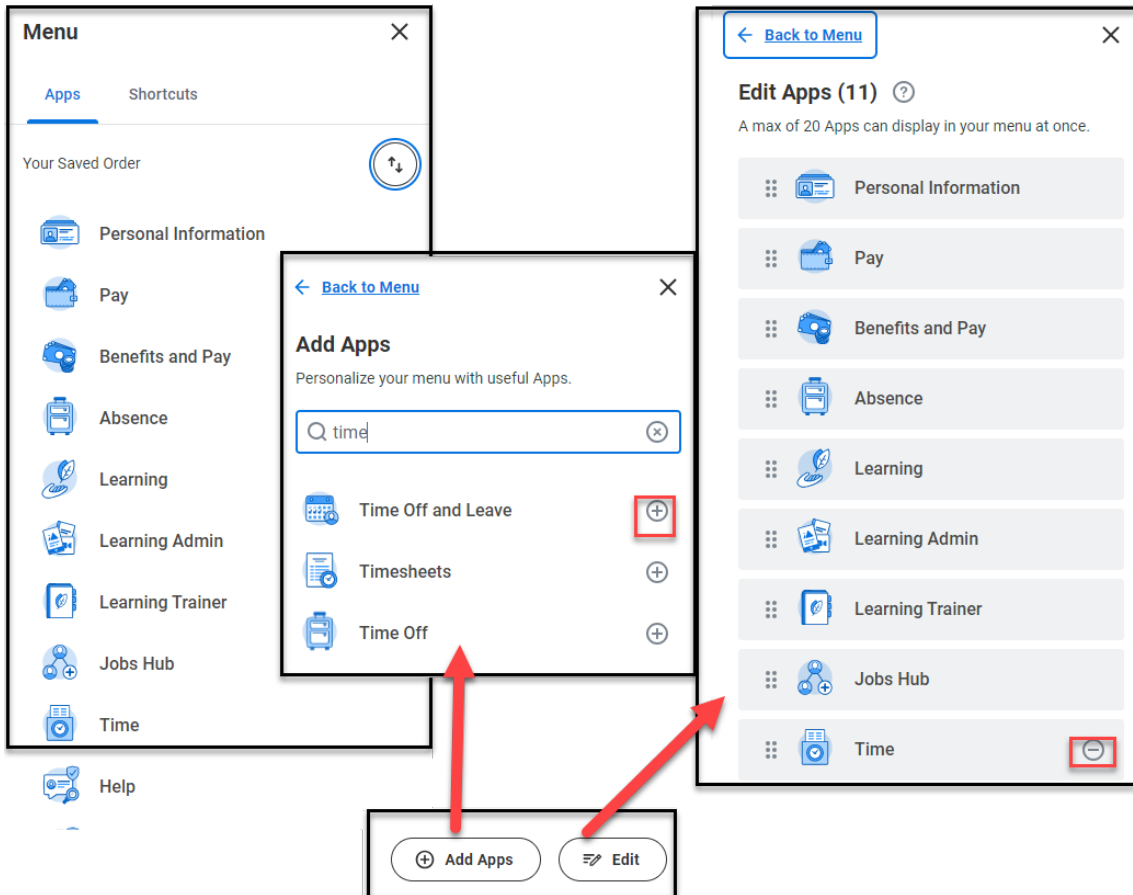 Menu
Apps
Shortcuts
Your Saved Order
Personal Information
Pay
Benefits and Pay
Absence
Learning
Learning Admin
Learning Trainer
Jobs Hub
Time
Help
Back to Menu
Add Apps
Personalize your menu with useful Apps.
time
Time Off and Leave
Timesheets
Time Off
Add Apps
Edit
Back to Menu
Edit Apps (11)
A max of 20 Apps can display in your menu at once.
Personal Information
Pay
Benefits and Pay
Absence
Learning
Learning Admin
Learning Trainer
Jobs Hub
Time